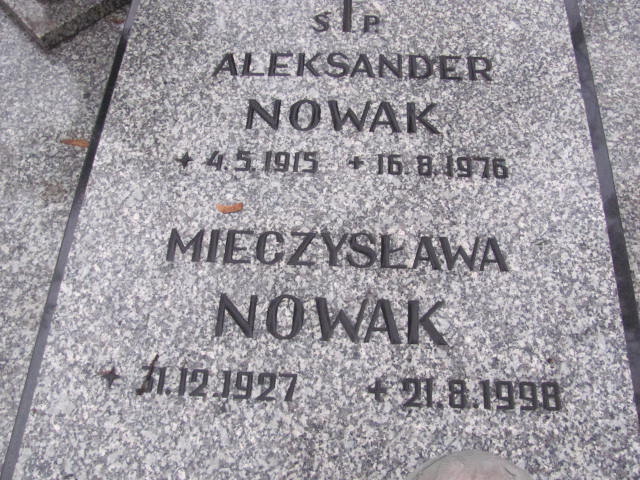 Ś P.
ALEKSANDER
NOWAK
* 4.5.1915 + 16.8.1976
MIECZYSŁAWA
NOWAK
* 31.12.1927 + 21.8.1998